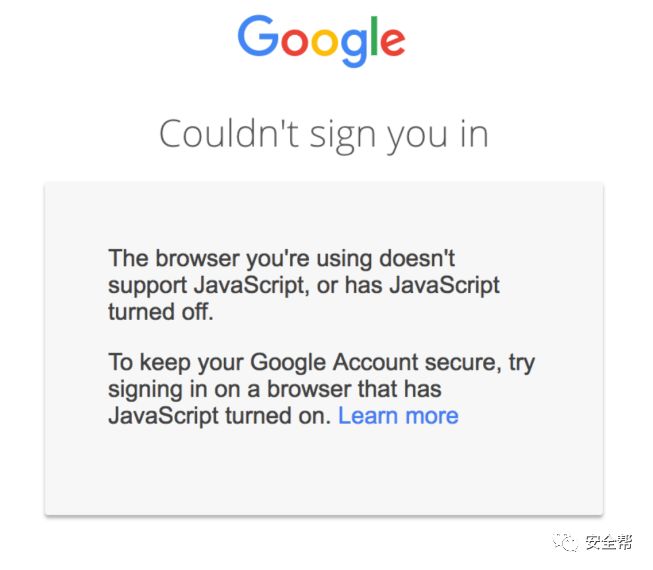 Google
Couldn't sign you in
The browser you're using doesn't
support JavaScript, or has JavaScript
turned off.
To keep your Google Account secure, try
signing in on a browser that has
JavaScript turned on. Learn more
安全帮